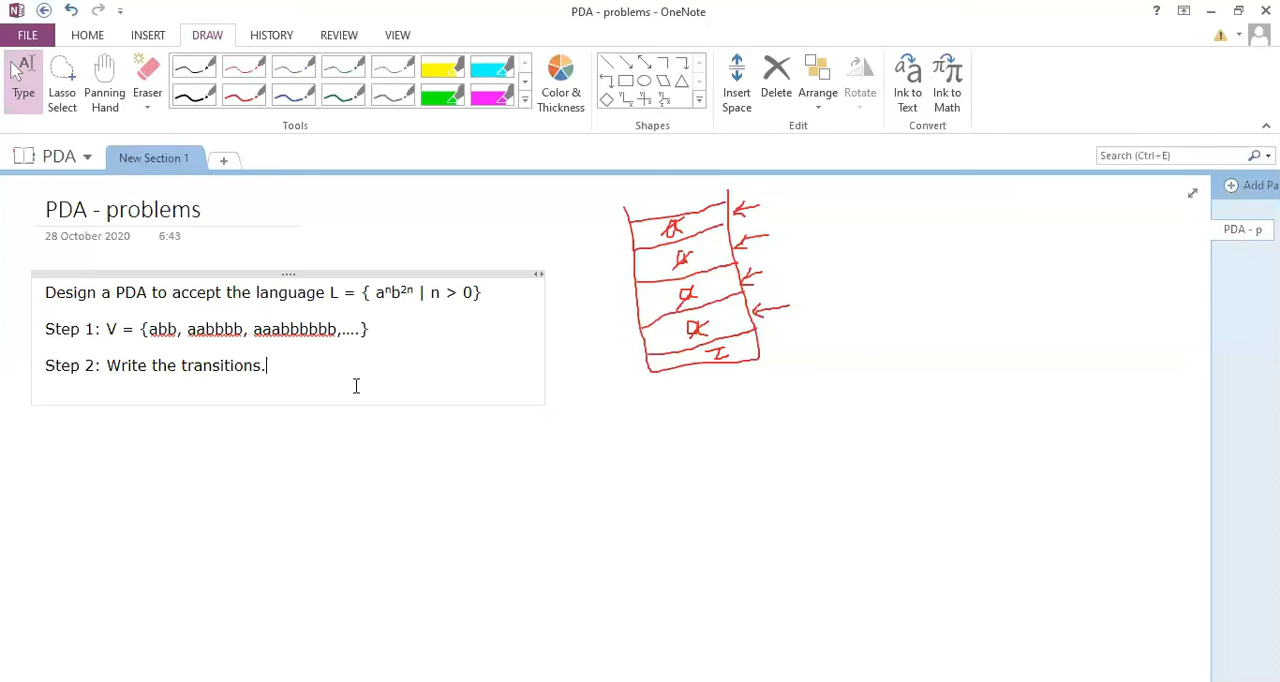 PDA - problems - OneNote
?
FILE HOME INSERT DRAW HISTORY REVIEW VIEW
Type
Lasso Select
Panning Hand
Eraser
Color & Thickness
Insert Space
Delete
Arrange
Rotate
Ink to Text
Ink to Math
Tools
Shapes
Edit
Convert
PDA
New Section 1
Search (Ctrl+E)
Add Pa
PDA - problems
28 October 2020 6:43
PDA - p
Design a PDA to accept the language L = { aⁿb²ⁿ | n > 0}
Step 1: V = {abb, aabbbb, aaabbbbbb,....}
Step 2: Write the transitions.
a
a
a
a
z